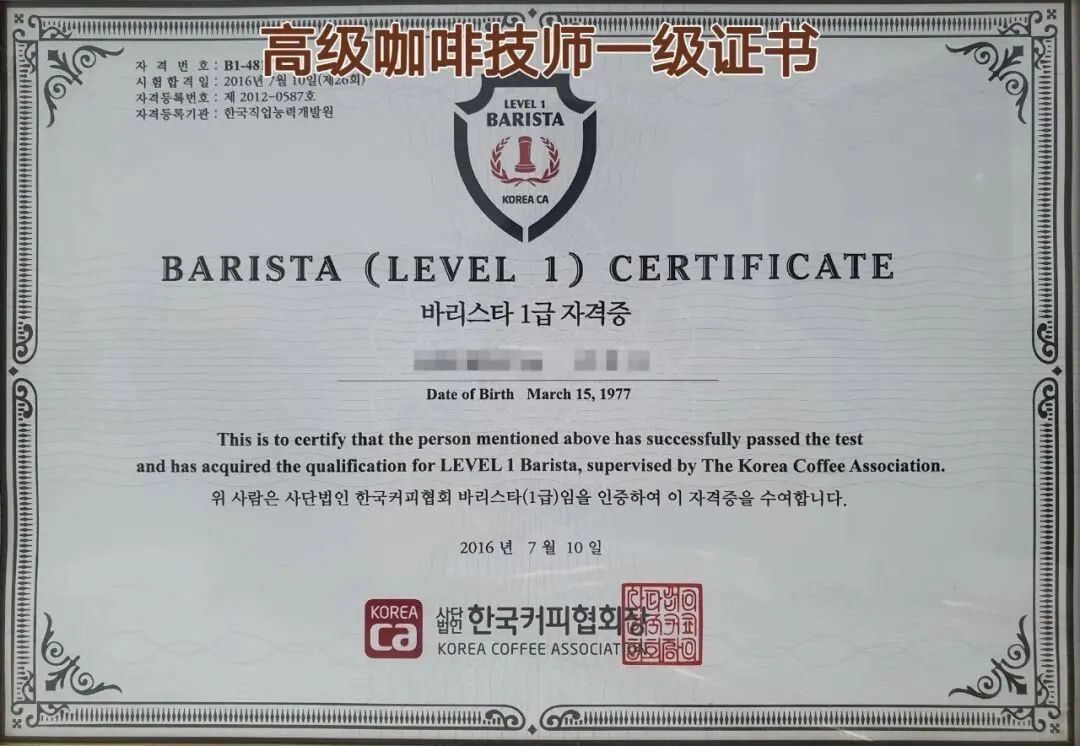 高级咖啡技师一级证书
자 격 번 호 : B1-481
시 험 합 격 일 : 2016년 7월 10일(제26회)
자격등록번호 : 제 2012-0587호
자격등록기관 : 한국직업능력개발원
LEVEL 1
BARISTA
1
KOREA CA
BARISTA (LEVEL 1) CERTIFICATE
바리스타 1급 자격증
Date of Birth March 15, 1977
This is to certify that the person mentioned above has successfully passed the test
and has acquired the qualification for LEVEL 1 Barista, supervised by The Korea Coffee Association.
위 사람은 사단법인 한국커피협회 바리스타(1급)임을 인증하여 이 자격증을 수여합니다.
2016 년 7 월 10 일
KOREA
ca
사단법인 한국커피협회장
KOREA COFFEE ASSOCIATION